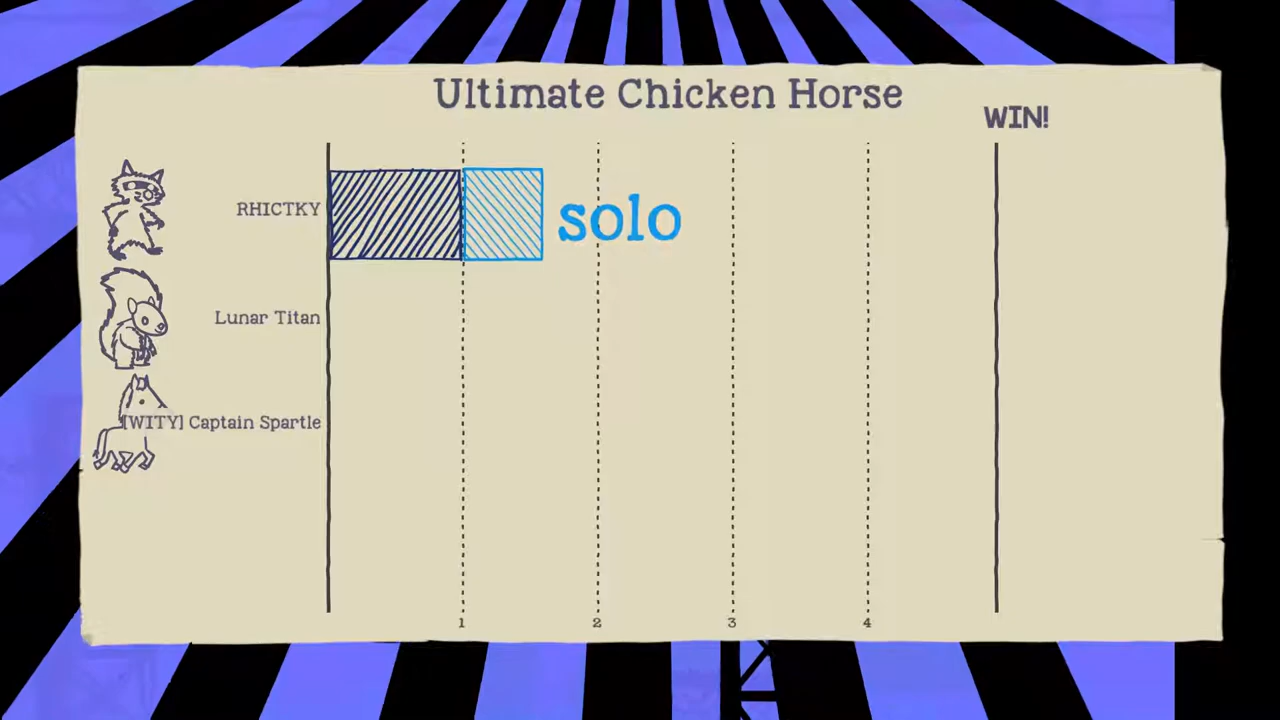 Ultimate Chicken Horse
WIN!
RHICTKY
solo
Lunar Titan
[WITY] Captain Spartle
1 2 3 4